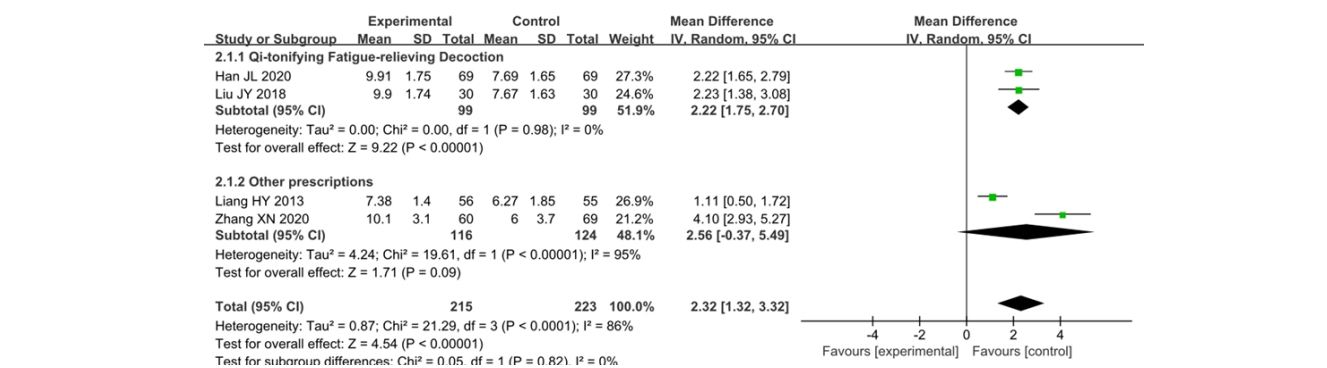 Experimental Control Mean Difference Mean Difference
Study or Subgroup Mean SD Total Mean SD Total Weight IV, Random, 95% CI IV, Random, 95% CI
2.1.1 Qi-tonifying Fatigue-relieving Decoction
Han JL 2020 9.91 1.75 69 7.69 1.65 69 27.3% 2.22 [1.65, 2.79]
Liu JY 2018 9.9 1.74 30 7.67 1.63 30 24.6% 2.23 [1.38, 3.08]
Subtotal (95% CI) 99 99 51.9% 2.22 [1.75, 2.70]
Heterogeneity: Tau² = 0.00; Chi² = 0.00, df = 1 (P = 0.98); I² = 0%
Test for overall effect: Z = 9.22 (P < 0.00001)
2.1.2 Other prescriptions
Liang HY 2013 7.38 1.4 56 6.27 1.85 55 26.9% 1.11 [0.50, 1.72]
Zhang XN 2020 10.1 3.1 60 6 3.7 69 21.2% 4.10 [2.93, 5.27]
Subtotal (95% CI) 116 124 48.1% 2.56 [-0.37, 5.49]
Heterogeneity: Tau² = 4.24; Chi² = 19.61, df = 1 (P < 0.00001); I² = 95%
Test for overall effect: Z = 1.71 (P = 0.09)
Total (95% CI) 215 223 100.0% 2.32 [1.32, 3.32]
Heterogeneity: Tau² = 0.87; Chi² = 21.29, df = 3 (P < 0.0001); I² = 86%
Test for overall effect: Z = 4.54 (P < 0.00001)
Test for subgroup differences: Chi² = 0.05, df = 1 (P = 0.82), I² = 0%
-4 -2 0 2 4
Favours [experimental] Favours [control]